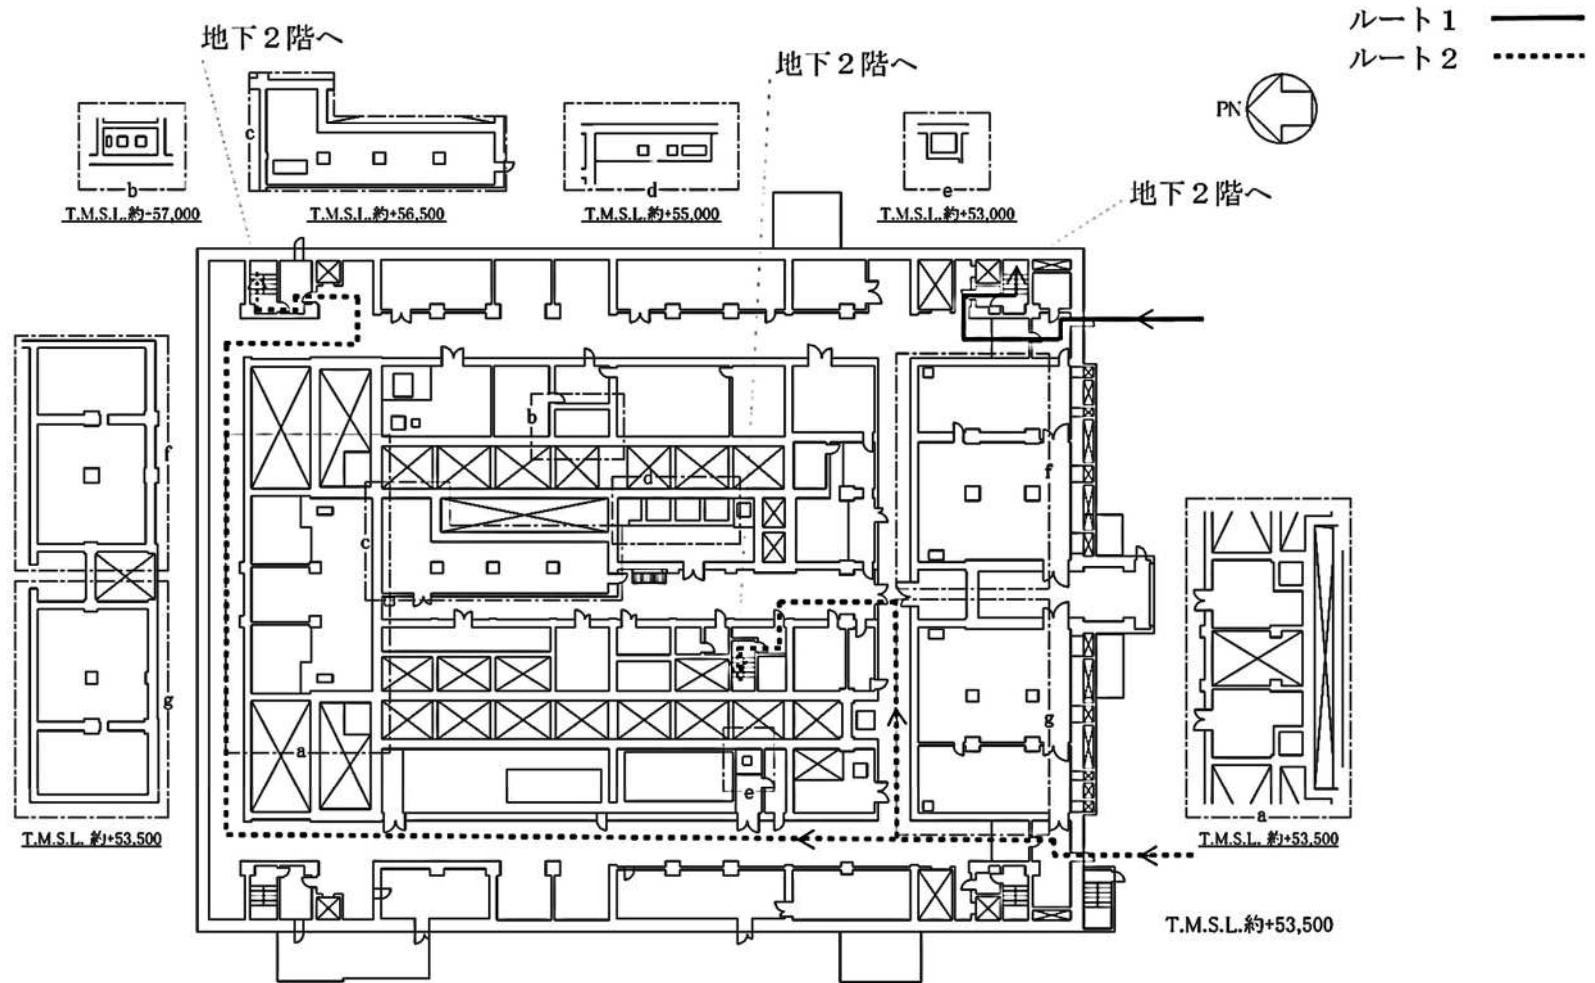 ルート1
ルート2
地下2階へ
地下2階へ
PN
地下2階へ
b
T.M.S.L.約+57,000
c
T.M.S.L.約+56,500
d
T.M.S.L.約+55,000
e
T.M.S.L.約+53,000
f
g
T.M.S.L. 約+53,500
b
d
c
f
a
e
g
a
T.M.S.L. 約+53,500
T.M.S.L.約+53,500